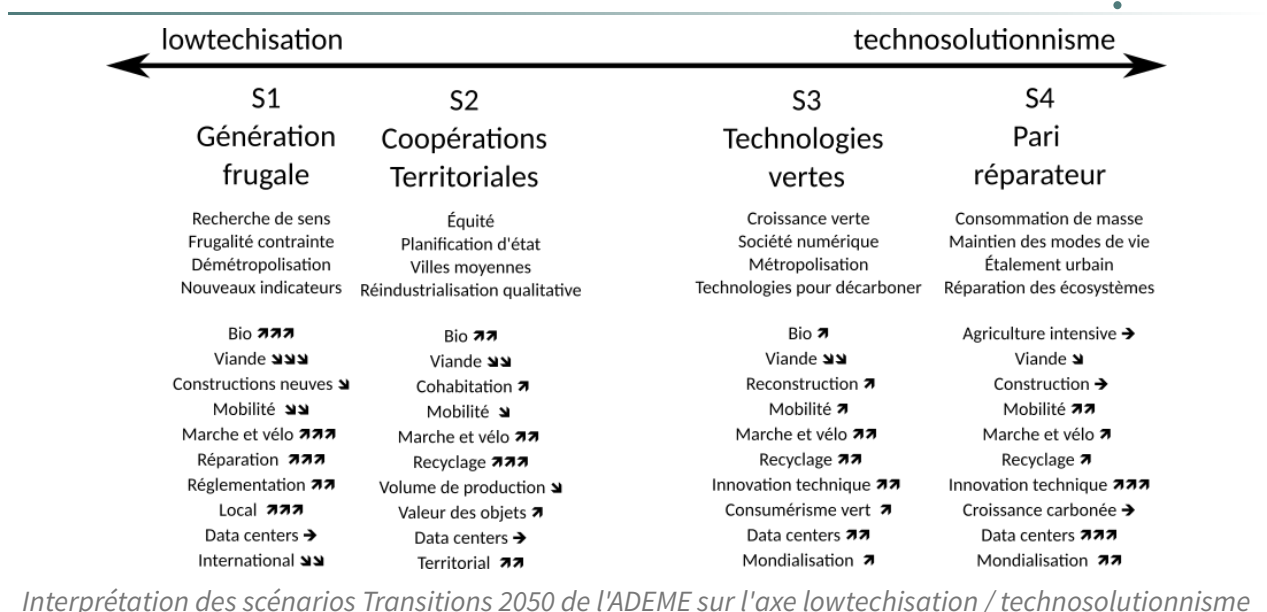 lowtechisation
technosolutionnisme
S1
Génération
frugale
Recherche de sens
Frugalité contrainte
Démétropolisation
Nouveaux indicateurs
Bio ↗↗↗
Viande ↘↘↘
Constructions neuves ↘
Mobilité ↘↘
Marche et vélo ↗↗↗
Réparation ↗↗↗
Réglementation ↗↗
Local ↗↗↗
Data centers →
International ↘↘
S2
Coopérations
Territoriales
Équité
Planification d'état
Villes moyennes
Réindustrialisation qualitative
Bio ↗↗
Viande ↘↘
Cohabitation ↗
Mobilité ↘
Marche et vélo ↗↗
Recyclage ↗↗↗
Volume de production ↘
Valeur des objets ↗
Data centers →
Territorial ↗↗
S3
Technologies
vertes
Croissance verte
Société numérique
Métropolisation
Technologies pour décarboner
Bio ↗
Viande ↘↘
Reconstruction ↗
Mobilité ↗
Marche et vélo ↗↗
Recyclage ↗↗
Innovation technique ↗↗
Consumérisme vert ↗
Data centers ↗↗
Mondialisation ↗
S4
Pari
réparateur
Consommation de masse
Maintien des modes de vie
Étalement urbain
Réparation des écosystèmes
Agriculture intensive →
Viande ↘
Construction →
Mobilité ↗↗
Marche et vélo ↗
Recyclage ↗
Innovation technique ↗↗↗
Croissance carbonée →
Data centers ↗↗↗
Mondialisation ↗↗
Interprétation des scénarios Transitions 2050 de l'ADEME sur l'axe lowtechisation / technosolutionnisme